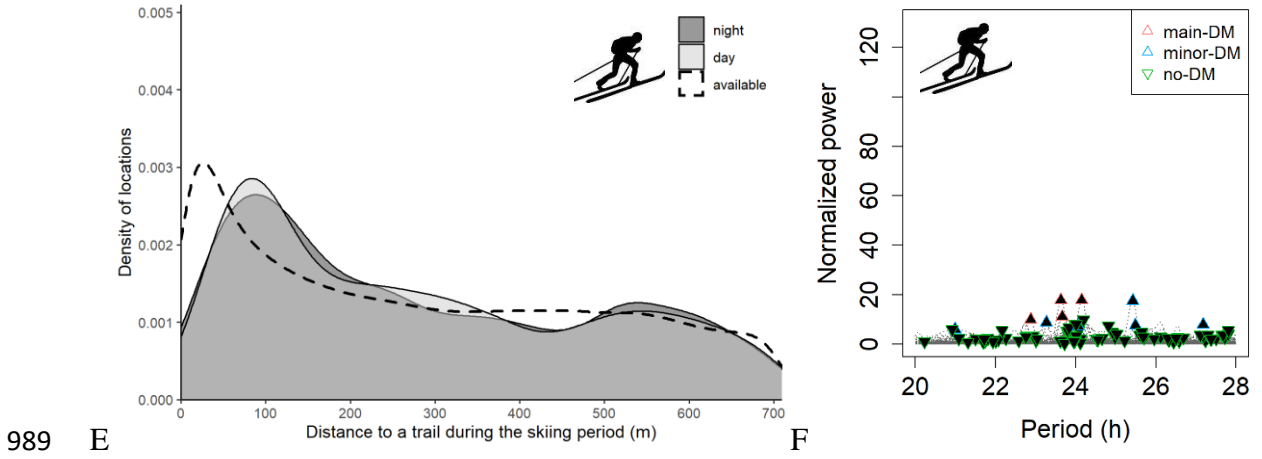 0.005
0.004
0.003
0.002
0.001
0.000
Density of locations
0
100
200
300
400
500
600
700
Distance to a trail during the skiing period (m)
night
day
available
989
E
F
120
80
60
40
20
0
Normalized power
20
22
24
26
28
Period (h)
main-DM
minor-DM
no-DM